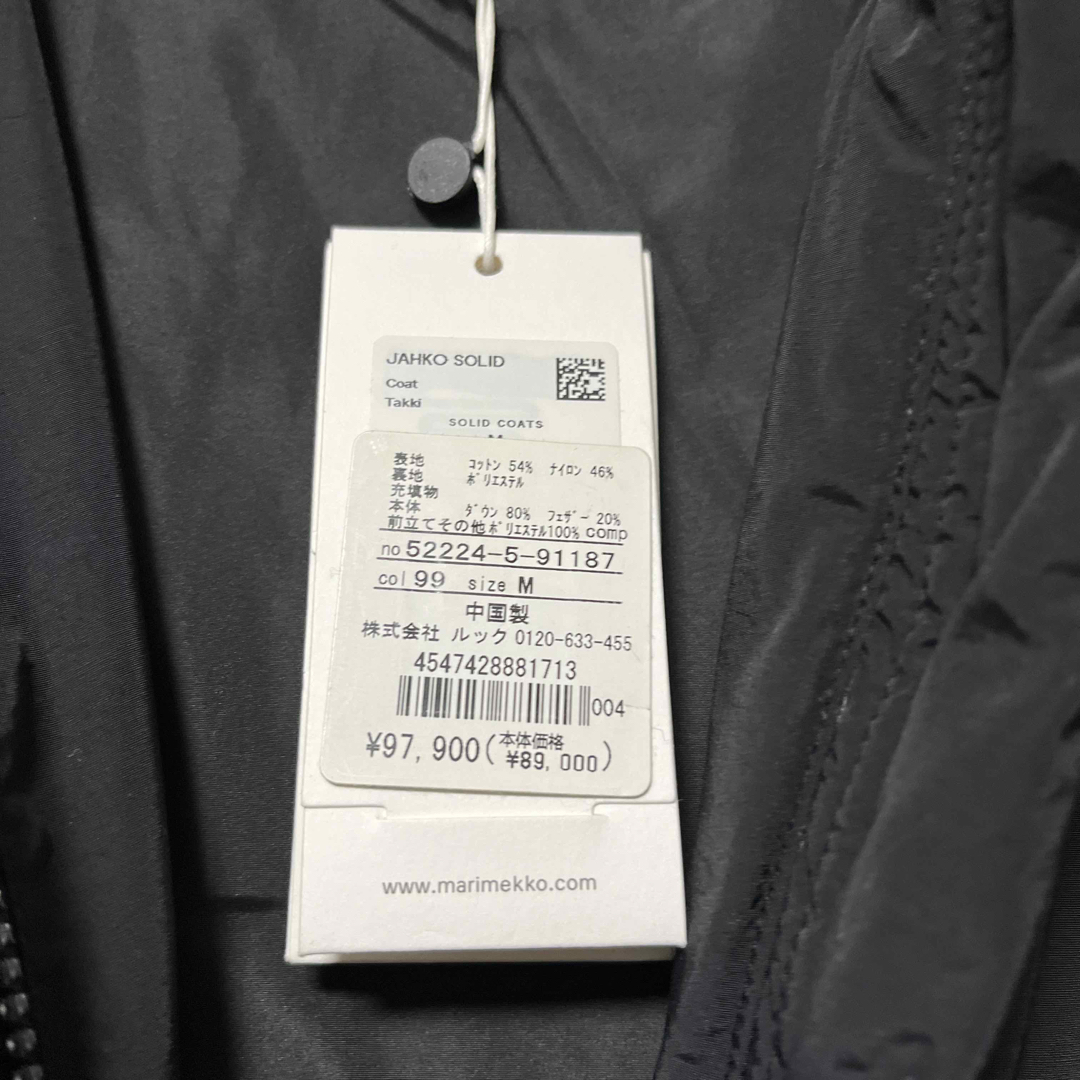 JAHKO SOLID
Coat
Takki
SOLID COATS
M
表地 コットン 54% ナイロン 46%
裏地 ポリエステル
充填物
本体 ダウン 80% フェザー 20%
前立てその他ポリエステル100% comp
no 52224-5-91187
col 99 size M
中国製
株式会社 ルック 0120-633-455
4547428881713
004
¥97,900(本体価格
¥89,000)
www.marimekko.com